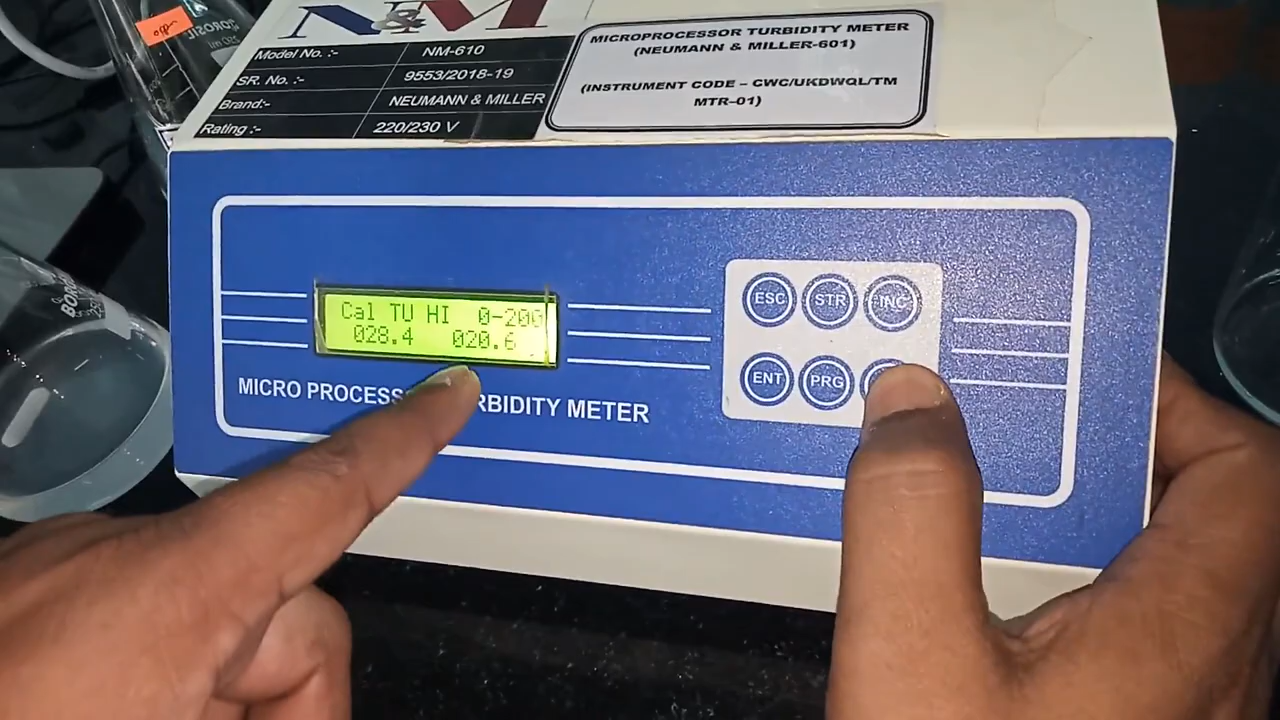 N&M
Model No. :- NM-610
SR. No. :- 9553/2018-19
Brand:- NEUMANN & MILLER
Rating :- 220/230 V
MICROPROCESSOR TURBIDITY METER
(NEUMANN & MILLER-601)
(INSTRUMENT CODE – CWC/UKDWQL/TM
MTR-01)
BOROSIL
Cal TU HI 0-200
028.4 020.6
ESC STR INC
ENT PRG
MICRO PROCESS RBIDITY METER